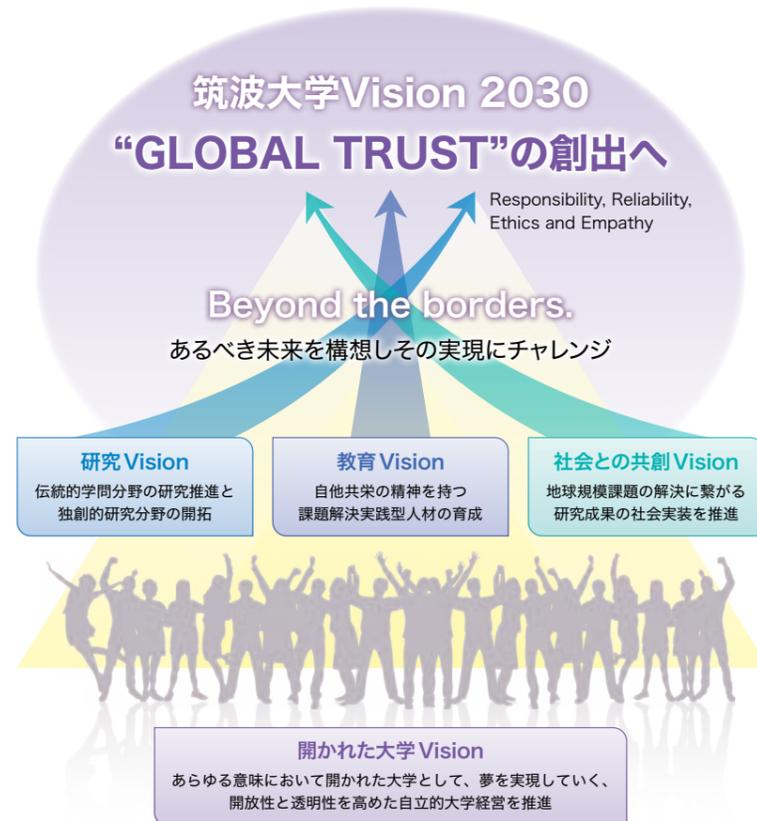 筑波大学Vision 2030
“GLOBAL TRUST”の創出へ
Responsibility, Reliability,
Ethics and Empathy
Beyond the borders.
あるべき未来を構想しその実現にチャレンジ
研究Vision
伝統的学問分野の研究推進と
独創的研究分野の開拓
教育Vision
自他共栄の精神を持つ
課題解決実践型人材の育成
社会との共創Vision
地球規模課題の解決に繋がる
研究成果の社会実装を推進
開かれた大学Vision
あらゆる意味において開かれた大学として、夢を実現していく、
開放性と透明性を高めた自立的大学経営を推進